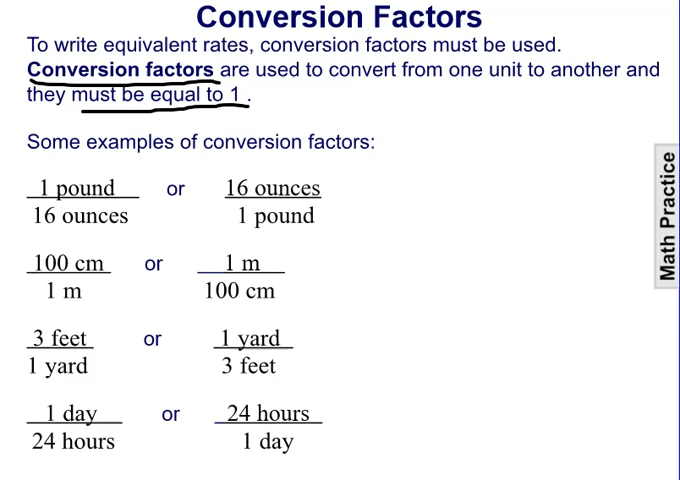 Conversion Factors
To write equivalent rates, conversion factors must be used.
Conversion factors are used to convert from one unit to another and
they must be equal to 1 .
Some examples of conversion factors:
1 pound or 16 ounces
16 ounces 1 pound
100 cm or 1 m
1 m 100 cm
3 feet or 1 yard
1 yard 3 feet
1 day or 24 hours
24 hours 1 day
Math Practice